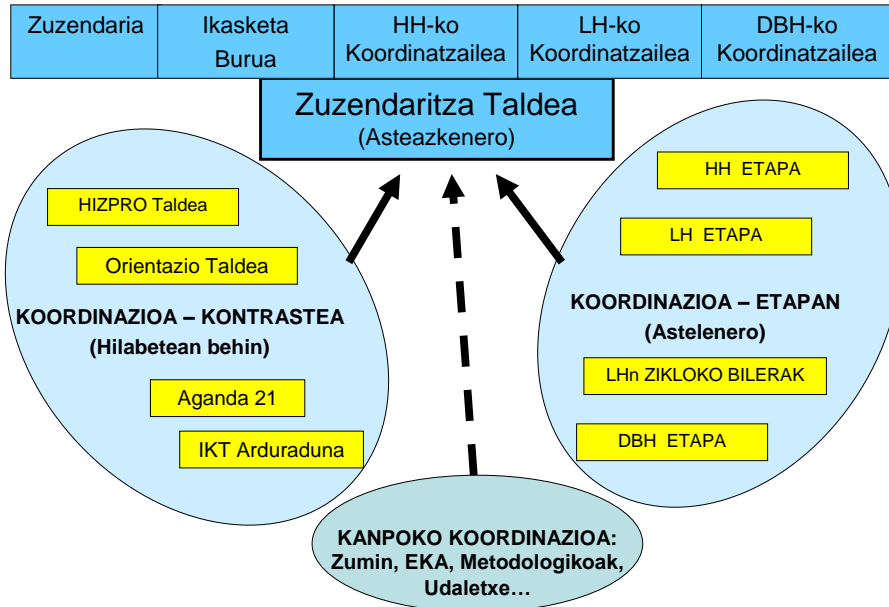 Zuzendaria
Ikasketa
Burua
HH-ko
Koordinatzailea
LH-ko
Koordinatzailea
DBH-ko
Koordinatzailea
Zuzendaritza Taldea
(Asteazkenero)
HIZPRO Taldea
Orientazio Taldea
KOORDINAZIOA – KONTRASTEA
(Hilabetean behin)
Aganda 21
IKT Arduraduna
HH ETAPA
LH ETAPA
KOORDINAZIOA – ETAPAN
(Astelenero)
LHn ZIKLOKO BILERAK
DBH ETAPA
KANPOKO KOORDINAZIOA:
Zumin, EKA, Metodologikoak,
Udaletxe…